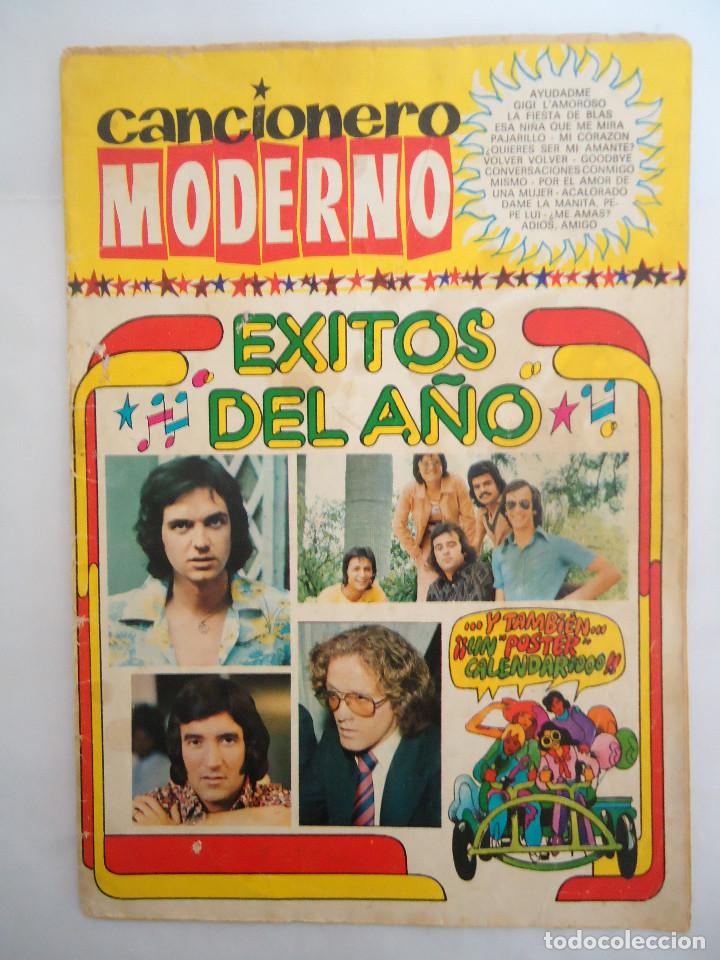 cancionero
MODERNO
AYUDADME
GIGI L'AMOROSO
LA FIESTA DE BLAS
ESA NIÑA QUE ME MIRA
PAJARILLO - MI CORAZON
¿QUIERES SER MI AMANTE?
VOLVER VOLVER - GOODBYE
CONVERSACIONES CONMIGO
MISMO - POR EL AMOR DE
UNA MUJER - ACALORADO
DAME LA MANITA, PE-
PE LUI - ¿ME AMAS?
ADIOS, AMIGO
EXITOS
DEL AÑO
...Y TAMBIÉN...
¡¡UN "POSTER"
CALENDARIOOO!!
todocoleccion
todocoleccion.net